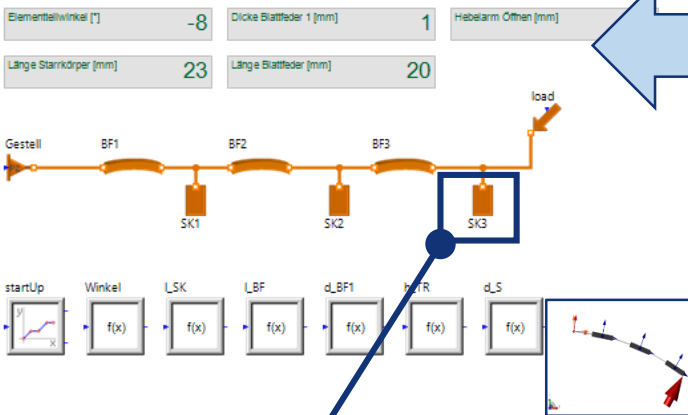 Elementteilwinkel [°]
-8
Dicke Blattfeder 1 [mm]
1
Hebelarm Öffnen [mm]
Länge Starrkörper [mm]
23
Länge Blattfeder [mm]
20
load
Gestell
BF1
BF2
BF3
SK1
SK2
SK3
startUp
Winkel
l_SK
l_BF
d_BF1
d_S
y
x
f(x)
f(x)
f(x)
f(x)
f(x)
f(x)